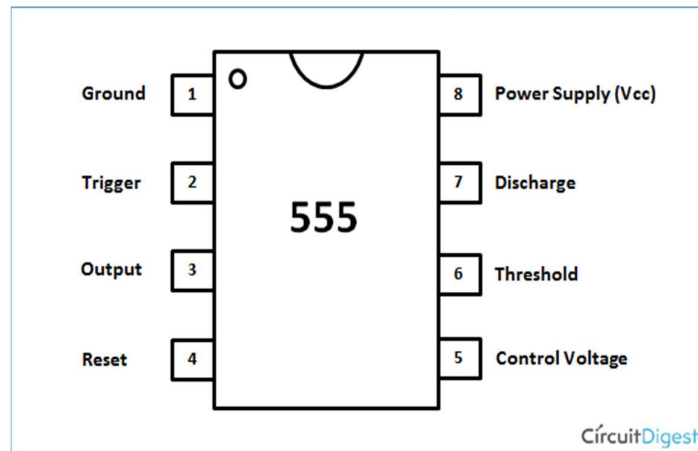 Ground 1 8 Power Supply (Vcc)
Trigger 2 7 Discharge
555
Output 3 6 Threshold
Reset 4 5 Control Voltage
CírcuitDigest